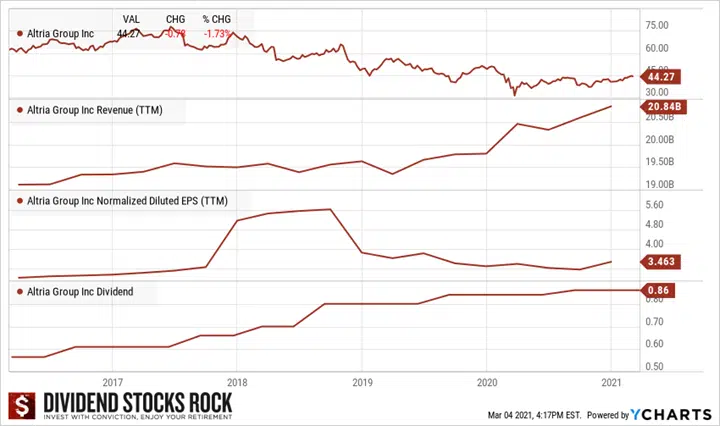 VAL CHG % CHG
Altria Group Inc 44.27 -0.78 -1.73%
75.00
60.00
45.00
44.27
30.00
Altria Group Inc Revenue (TTM)
20.84B
20.50B
20.00B
19.50B
19.00B
Altria Group Inc Normalized Diluted EPS (TTM)
5.60
4.80
4.00
3.463
Altria Group Inc Dividend
0.86
0.80
0.70
0.60
0.50
2017 2018 2019 2020 2021
$ DIVIDEND STOCKS ROCK
INVEST WITH CONVICTION, ENJOY YOUR RETIREMENT
Mar 04 2021, 4:17PM EST. Powered by YCHARTS